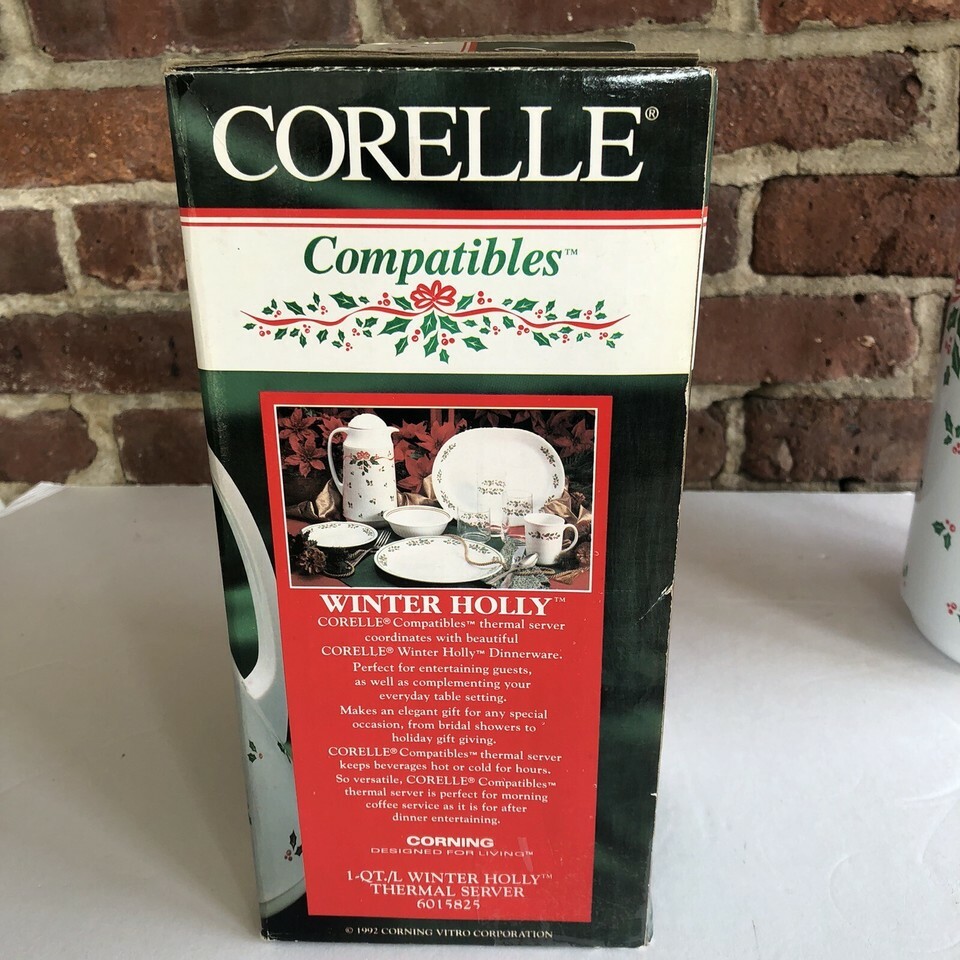 CORELLE®
Compatibles™
WINTER HOLLY™
CORELLE® Compatibles™ thermal server
coordinates with beautiful
CORELLE® Winter Holly™ Dinnerware.
Perfect for entertaining guests,
as well as complementing your
everyday table setting.
Makes an elegant gift for any special
occasion, from bridal showers to
holiday gift giving.
CORELLE® Compatibles™ thermal server
keeps beverages hot or cold for hours.
So versatile, CORELLE® Compatibles™
thermal server is perfect for morning
coffee service as it is for after
dinner entertaining.
CORNING
DESIGNED FOR LIVING™
1-QT./L WINTER HOLLY™
THERMAL SERVER
6015825
© 1992 CORNING VITRO CORPORATION